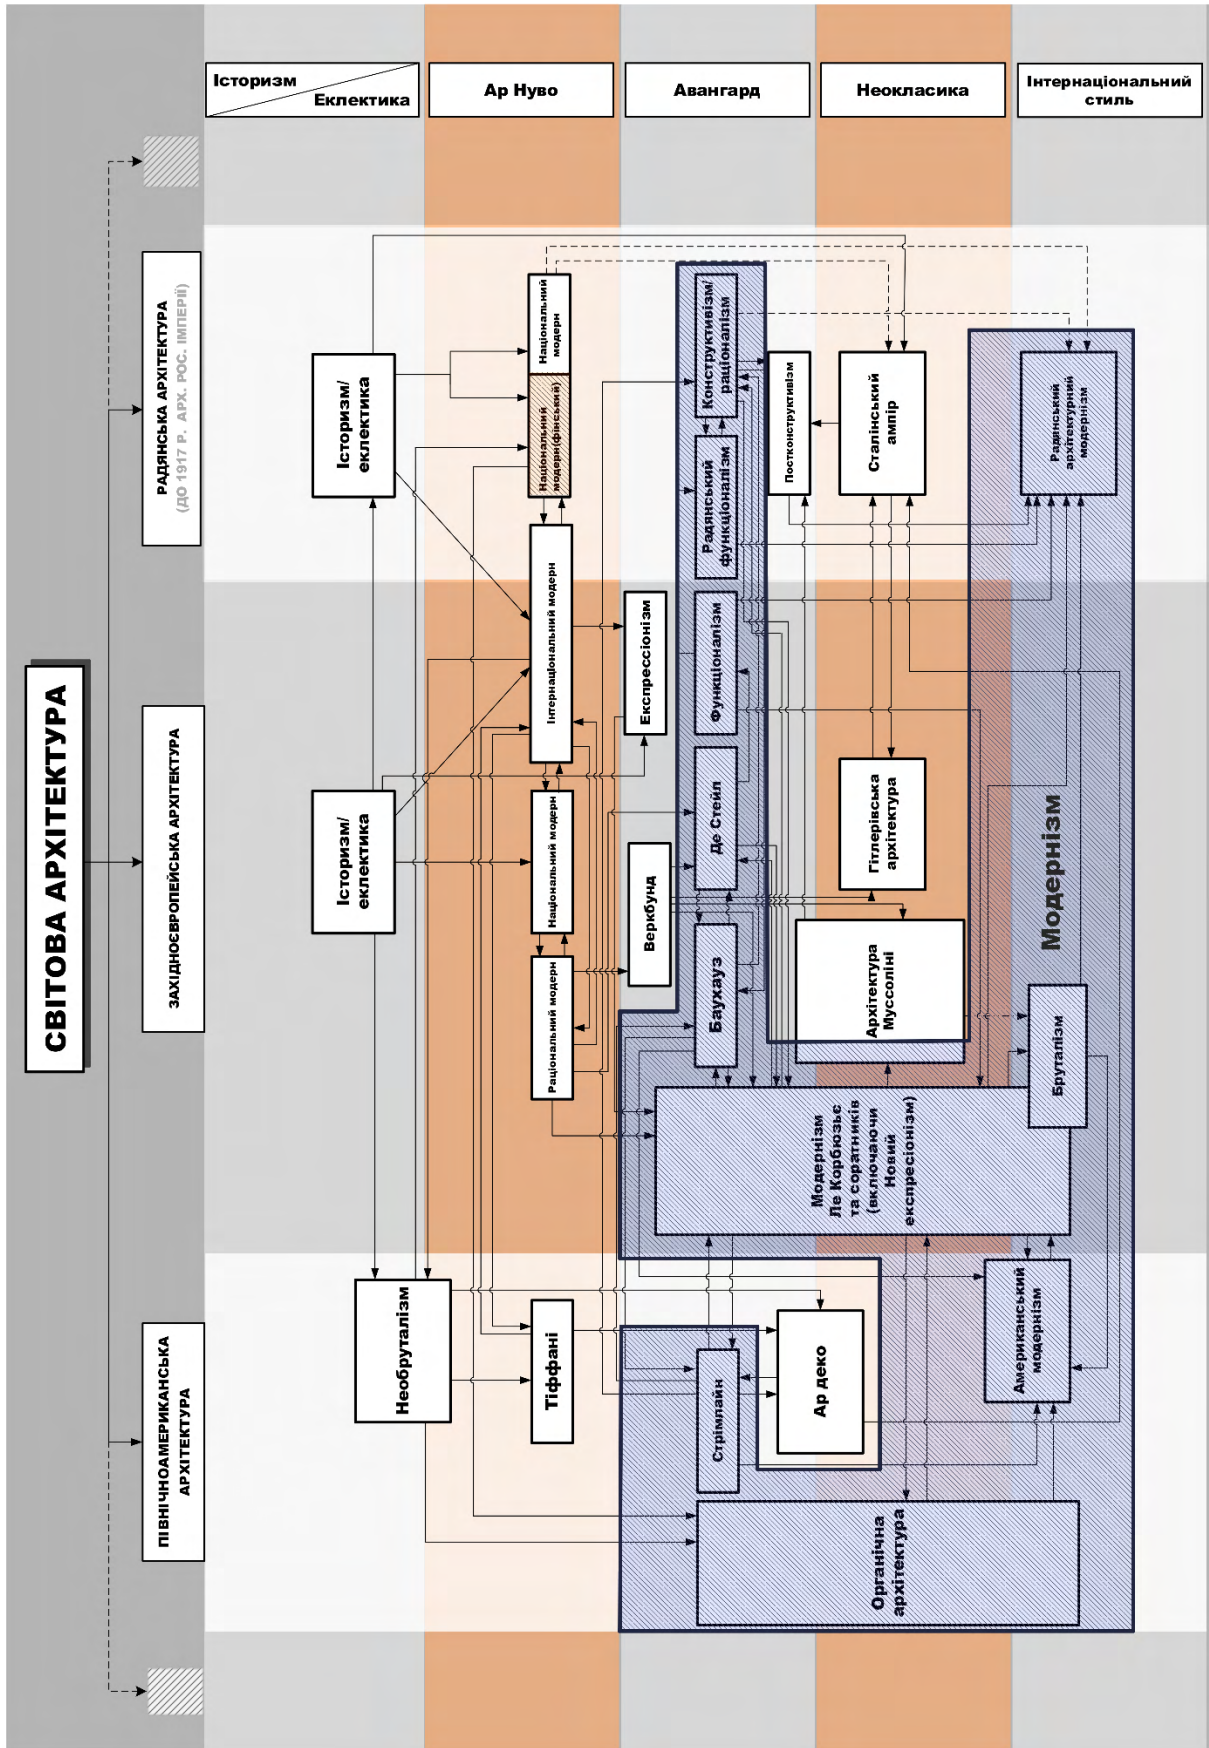 Історизм
Еклектика
Ар Нуво
Авангард
Неокласика
Інтернаціональний
стиль
СВІТОВА АРХІТЕКТУРА
РАДЯНСЬКА АРХІТЕКТУРА
(ДО 1917 Р. АРХ. РОС. ІМПЕРІЇ)
ЗАХІДНОЄВРОПЕЙСЬКА АРХІТЕКТУРА
ПІВНІЧНОАМЕРИКАНСЬКА
АРХІТЕКТУРА
Історизм/
еклектика
Національний
модерн
Національний
модерн(фінський)
Конструктивізм/
раціоналізм
Радянський
функціоналізм
Постконструктивізм
Сталінський
ампір
Радянський
архітектурний
модернізм
Історизм/
еклектика
Інтернаціональний модерн
Національний модерн
Раціональний модерн
Експрессіонізм
Веркбунд
Функціоналізм
Де Стейл
Баухауз
Гітлерівська
архітектура
Архітектура
Муссоліні
Модернізм
Бруталізм
Модернізм
Ле Корбюзьє
та соратників
(включаючи
Новий
експресіонізм)
Необруталізм
Тіффані
Стрімлайн
Ар деко
Американський
модернізм
Органічна
архітектура